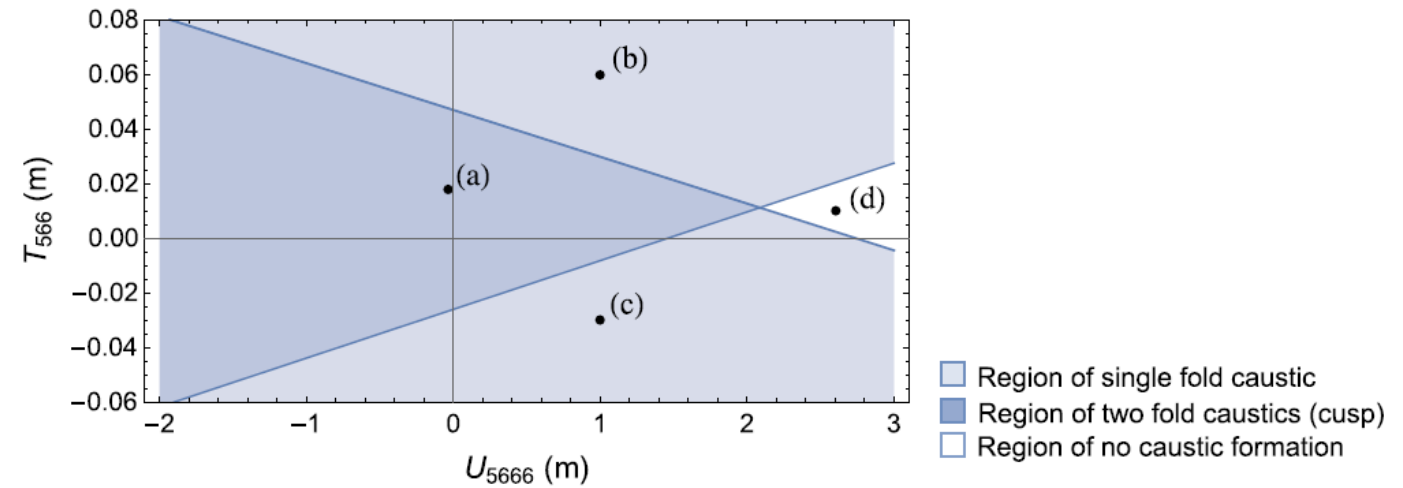 0.08
0.06
0.04
0.02
0.00
−0.02
−0.04
−0.06
T566 (m)
(b)
(a)
(d)
(c)
−2 −1 0 1 2 3
U5666 (m)
Region of single fold caustic
Region of two fold caustics (cusp)
Region of no caustic formation